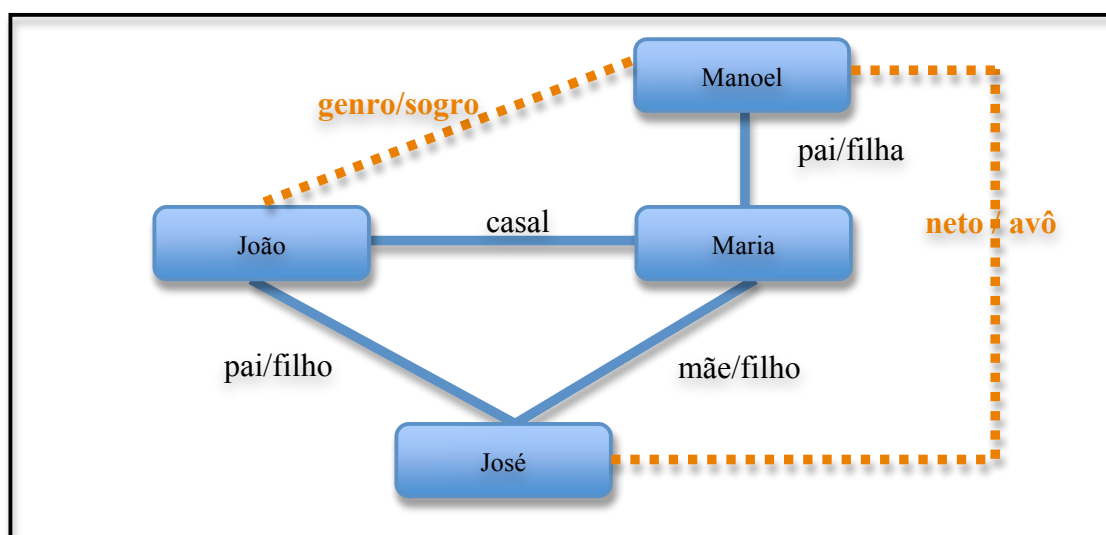 Manoel
genro/sogro
pai/filha
casal
João
Maria
neto / avô
pai/filho
mãe/filho
José